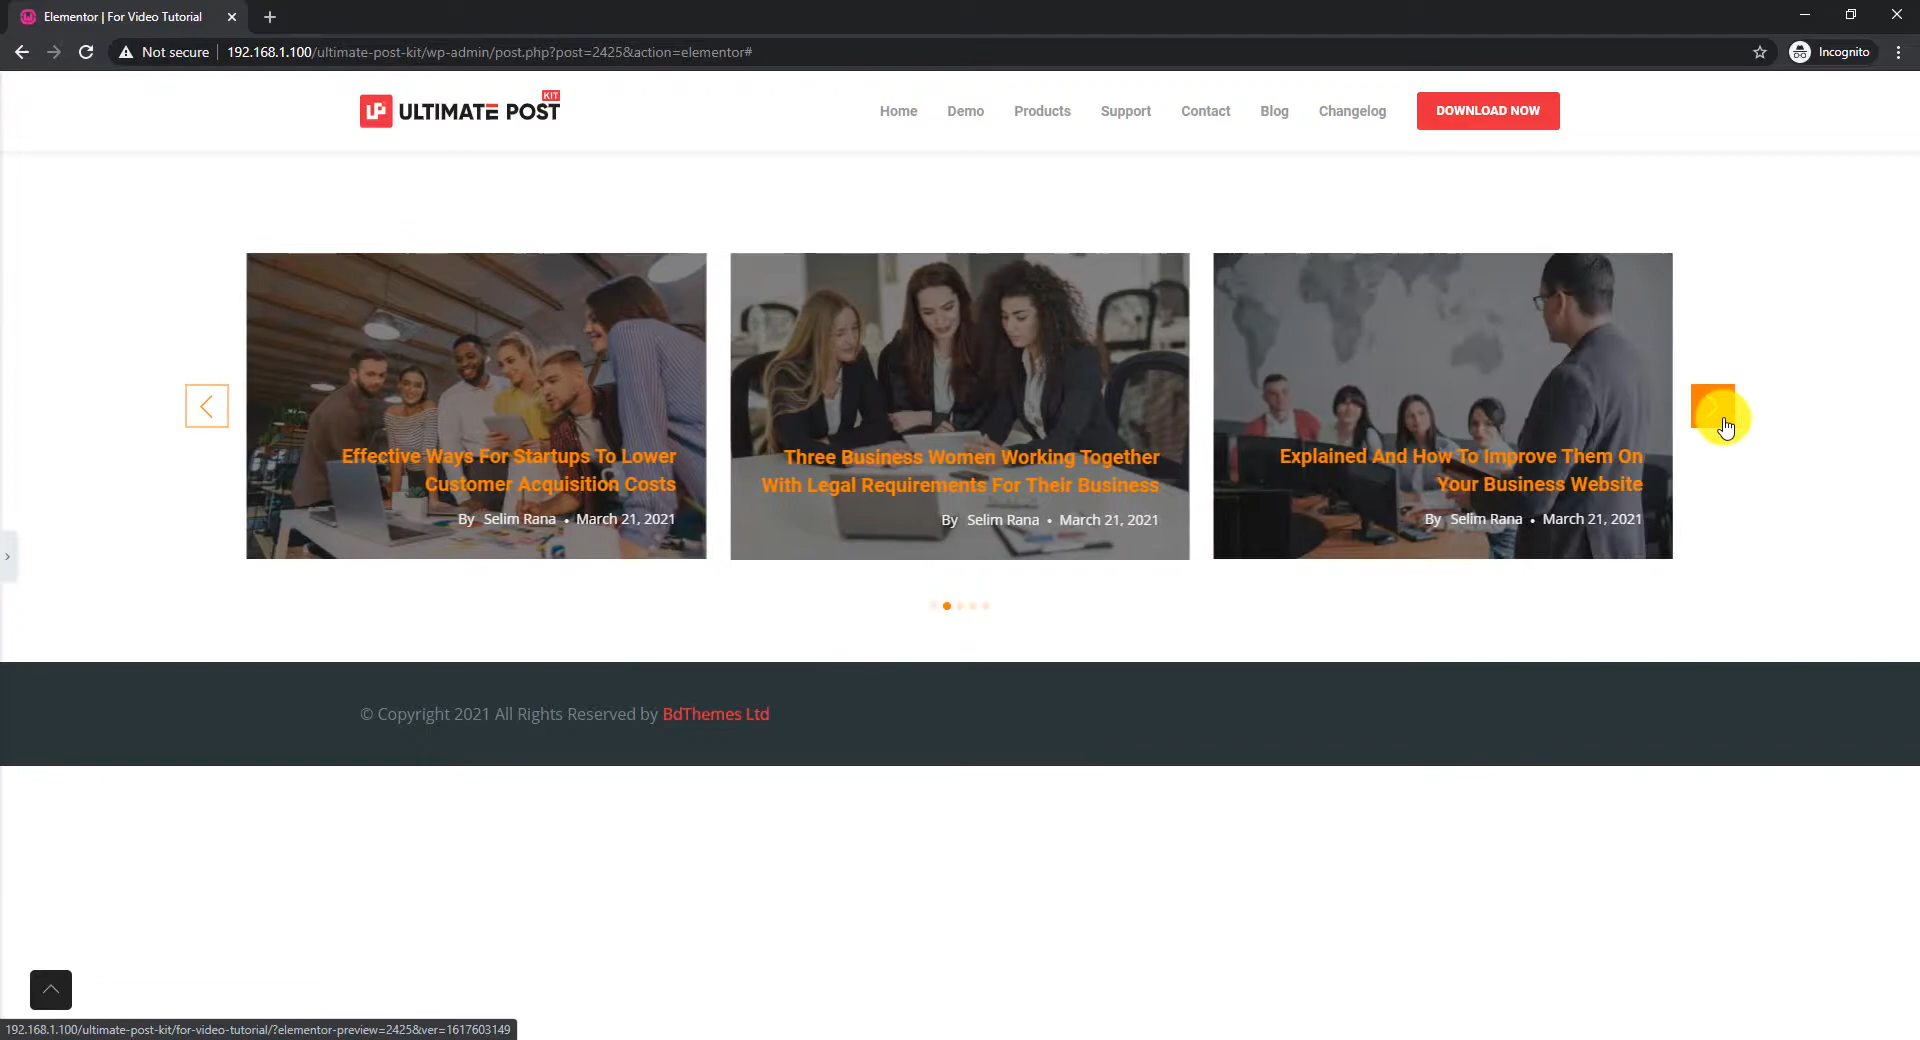 Elementor | For Video Tutorial
Not secure
192.168.1.100/ultimate-post-kit/wp-admin/post.php?post=2425&action=elementor#
Incognito
UP ULTIMATE POST KIT
Home
Demo
Products
Support
Contact
Blog
Changelog
DOWNLOAD NOW
Effective Ways For Startups To Lower
Customer Acquisition Costs
By Selim Rana • March 21, 2021
Three Business Women Working Together
With Legal Requirements For Their Business
By Selim Rana • March 21, 2021
Explained And How To Improve Them On
Your Business Website
By Selim Rana • March 21, 2021
© Copyright 2021 All Rights Reserved by BdThemes Ltd
192.168.1.100/ultimate-post-kit/for-video-tutorial/?elementor-preview=2425&ver=1617603149